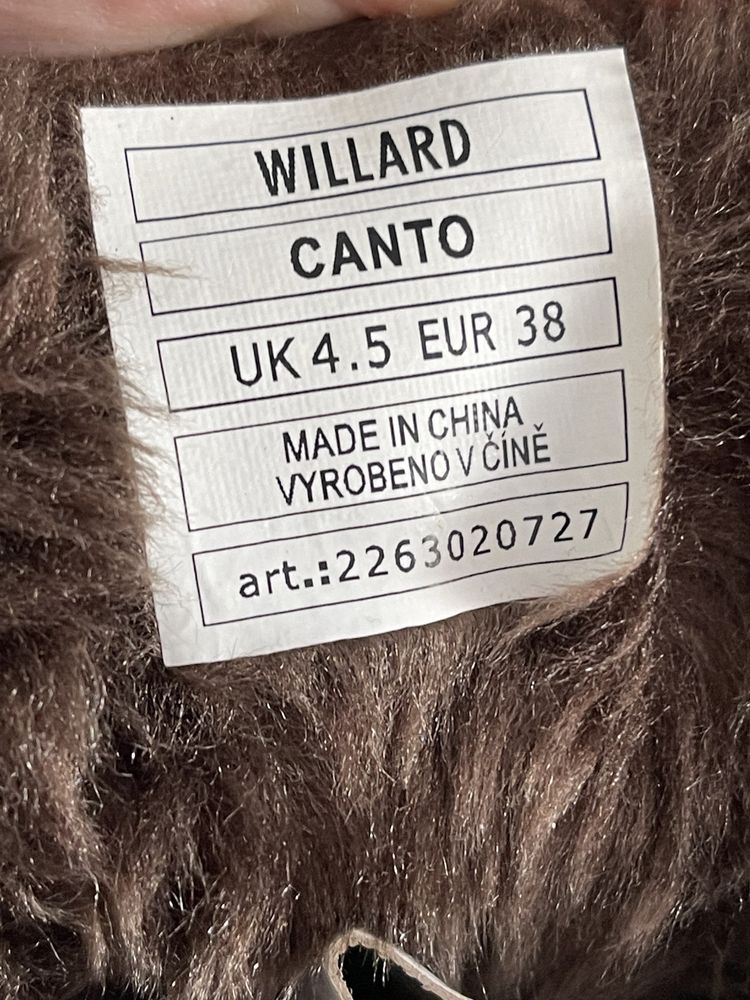 WILLARD
CANTO
UK 4.5 EUR 38
MADE IN CHINA
VYROBENO V ČÍNĚ
art.:2263020727